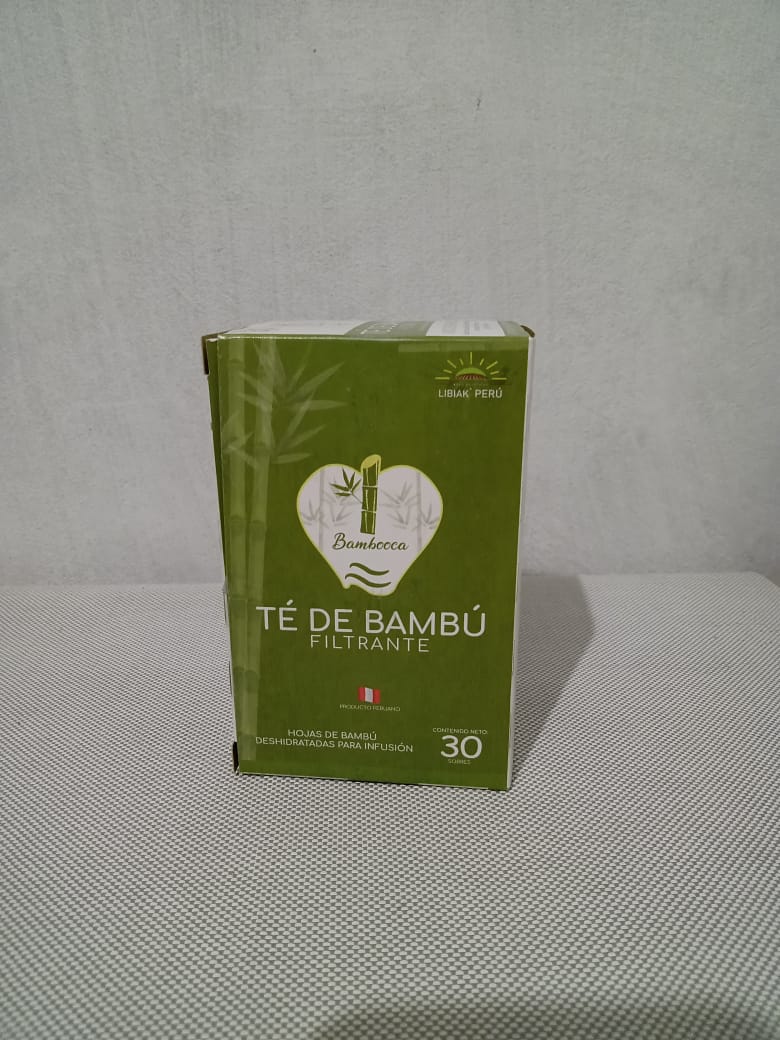 LIBIAK PERÚ
Bambooca
TÉ DE BAMBÚ
FILTRANTE
PRODUCTO PERUANO
HOJAS DE BAMBÚ
DESHIDRATADAS PARA INFUSIÓN
CONTENIDO NETO:
30
SOBRES